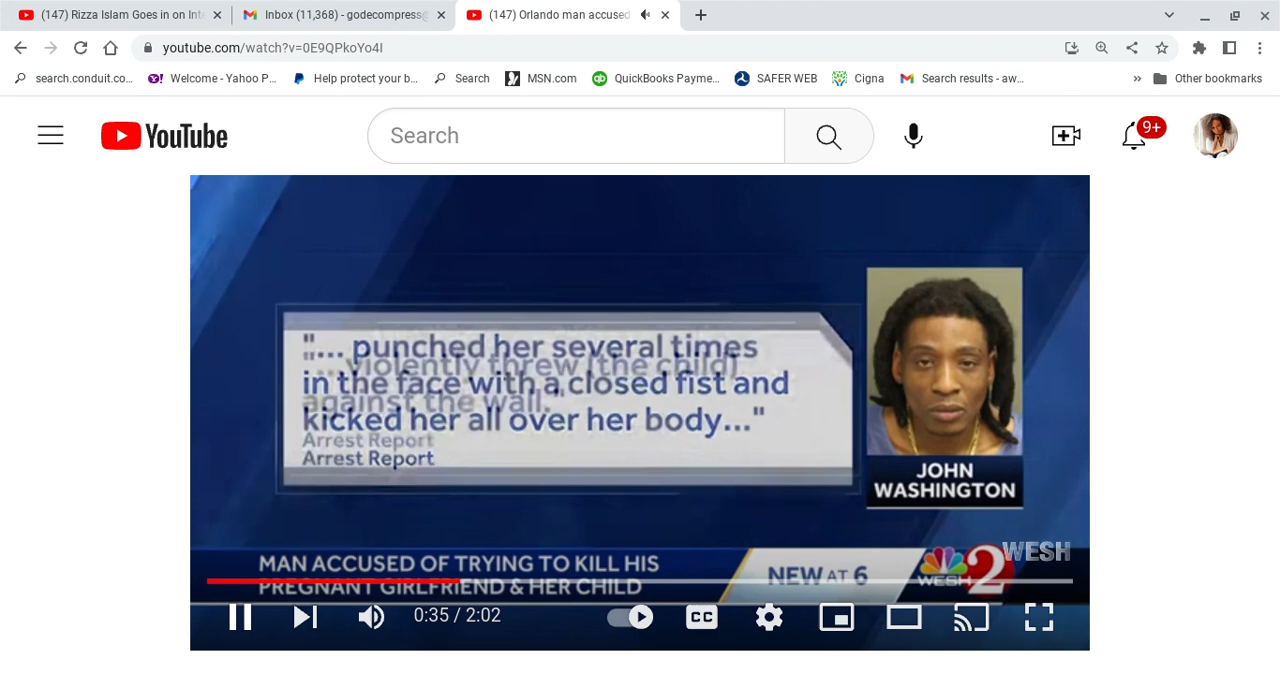 (147) Rizza Islam Goes in on Inte
Inbox (11,368) - godecompress@
(147) Orlando man accused
youtube.com/watch?v=0E9QPkoYo4I
search.conduit.co...
Welcome - Yahoo P...
Help protect your b...
Search
MSN.com
QuickBooks Payme...
SAFER WEB
Cigna
Search results - aw...
»
Other bookmarks
YouTube
Search
9+
"... punched her several times
in the face with a closed fist and
kicked her all over her body..."
Arrest Report
"...violently threw (the child)
against the wall."
Arrest Report
JOHN
WASHINGTON
MAN ACCUSED OF TRYING TO KILL HIS
PREGNANT GIRLFRIEND & HER CHILD
NEW AT 6
WESH 2
WESH
0:35 / 2:02
CC